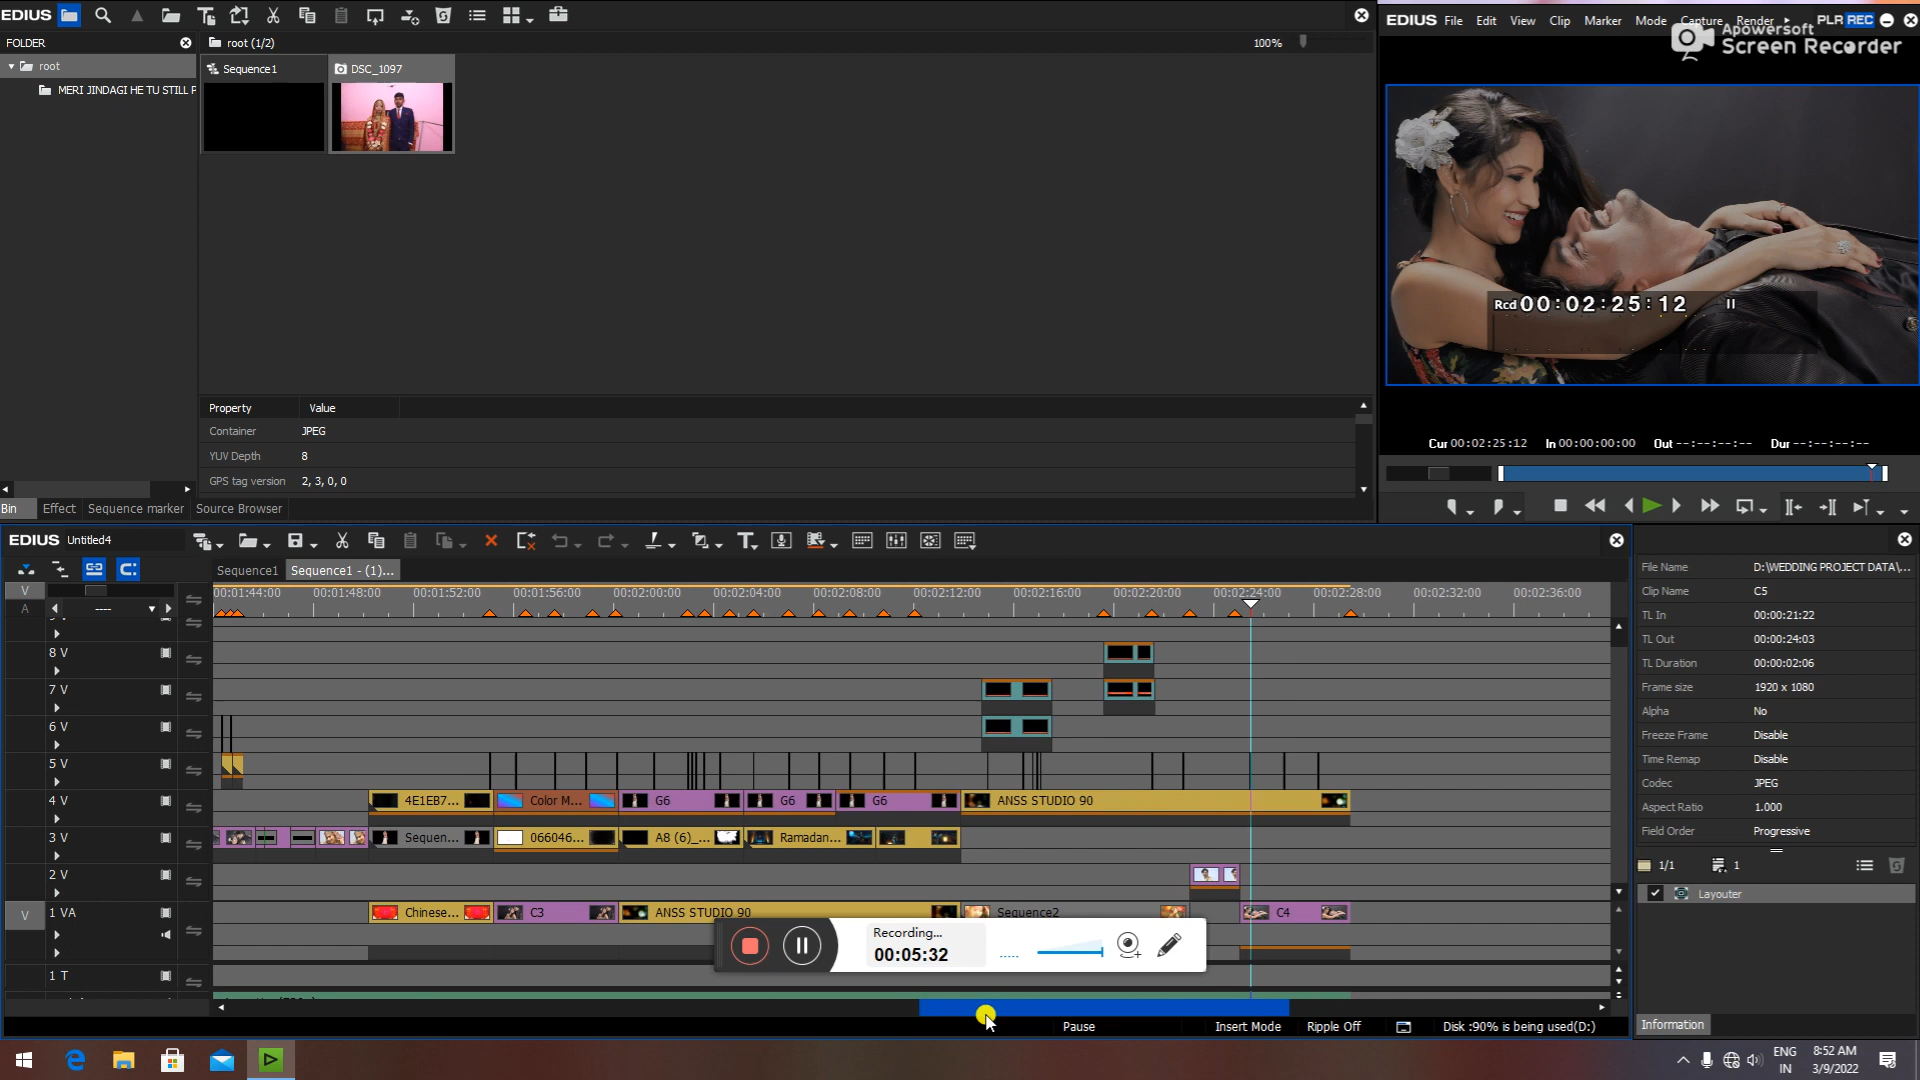 EDIUS
EDIUS File Edit View Clip Marker Mode Capture Render PLR REC
Apowersoft
Screen Recorder
FOLDER
root (1/2)
100%
root
MERI JINDAGI HE TU STILL P
Sequence1
DSC_1097
Rcd 00:02:25:12
Property Value
Container JPEG
YUV Depth 8
GPS tag version 2, 3, 0, 0
Cur 00:02:25:12 In 00:00:00:00 Out --:--:--:-- Dur --:--:--:--
Bin Effect Sequence marker Source Browser
EDIUS Untitled4
Sequence1 Sequence1 - (1)...
V
A ----
00:01:44:00 00:01:48:00 00:01:52:00 00:01:56:00 00:02:00:00 00:02:04:00 00:02:08:00 00:02:12:00 00:02:16:00 00:02:20:00 00:02:24:00 00:02:28:00 00:02:32:00 00:02:36:00
8 V
7 V
6 V
5 V
4 V 4E1EB7... Color M... G6 G6 G6 ANSS STUDIO 90
3 V Sequen... 066046... A8 (6)_... Ramadan...
2 V
V 1 VA Chinese... C3 ANSS STUDIO 90 Sequence2 C4
1 T
Recording...
00:05:32
Pause Insert Mode Ripple Off Disk :90% is being used(D:)
File Name D:\WEDDING PROJECT DATA\...
Clip Name C5
TL In 00:00:21:22
TL Out 00:00:24:03
TL Duration 00:00:02:06
Frame size 1920 x 1080
Alpha No
Freeze Frame Disable
Time Remap Disable
Codec JPEG
Aspect Ratio 1.000
Field Order Progressive
1/1 1
Layouter
Information
ENG
IN
8:52 AM
3/9/2022